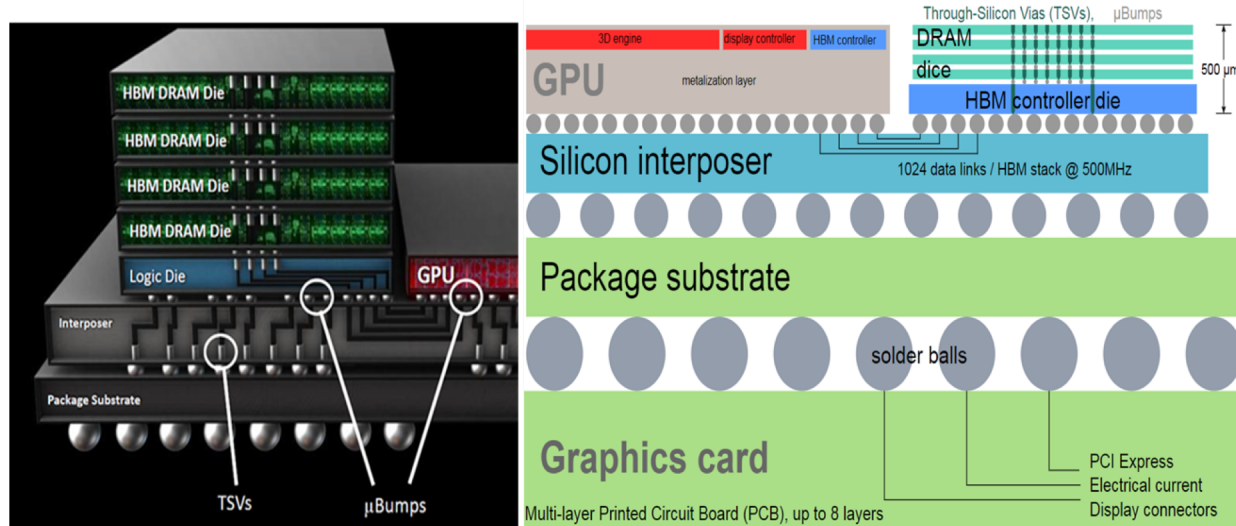 HBM DRAM Die
HBM DRAM Die
HBM DRAM Die
HBM DRAM Die
Logic Die
GPU
Interposer
Package Substrate
TSVs
μBumps
Through-Silicon Vias (TSVs), μBumps
3D engine
display controller
HBM controller
GPU
metalization layer
DRAM
dice
HBM controller die
500 μm
Silicon interposer
1024 data links / HBM stack @ 500MHz
Package substrate
solder balls
Graphics card
PCI Express
Electrical current
Display connectors
Multi-layer Printed Circuit Board (PCB), up to 8 layers